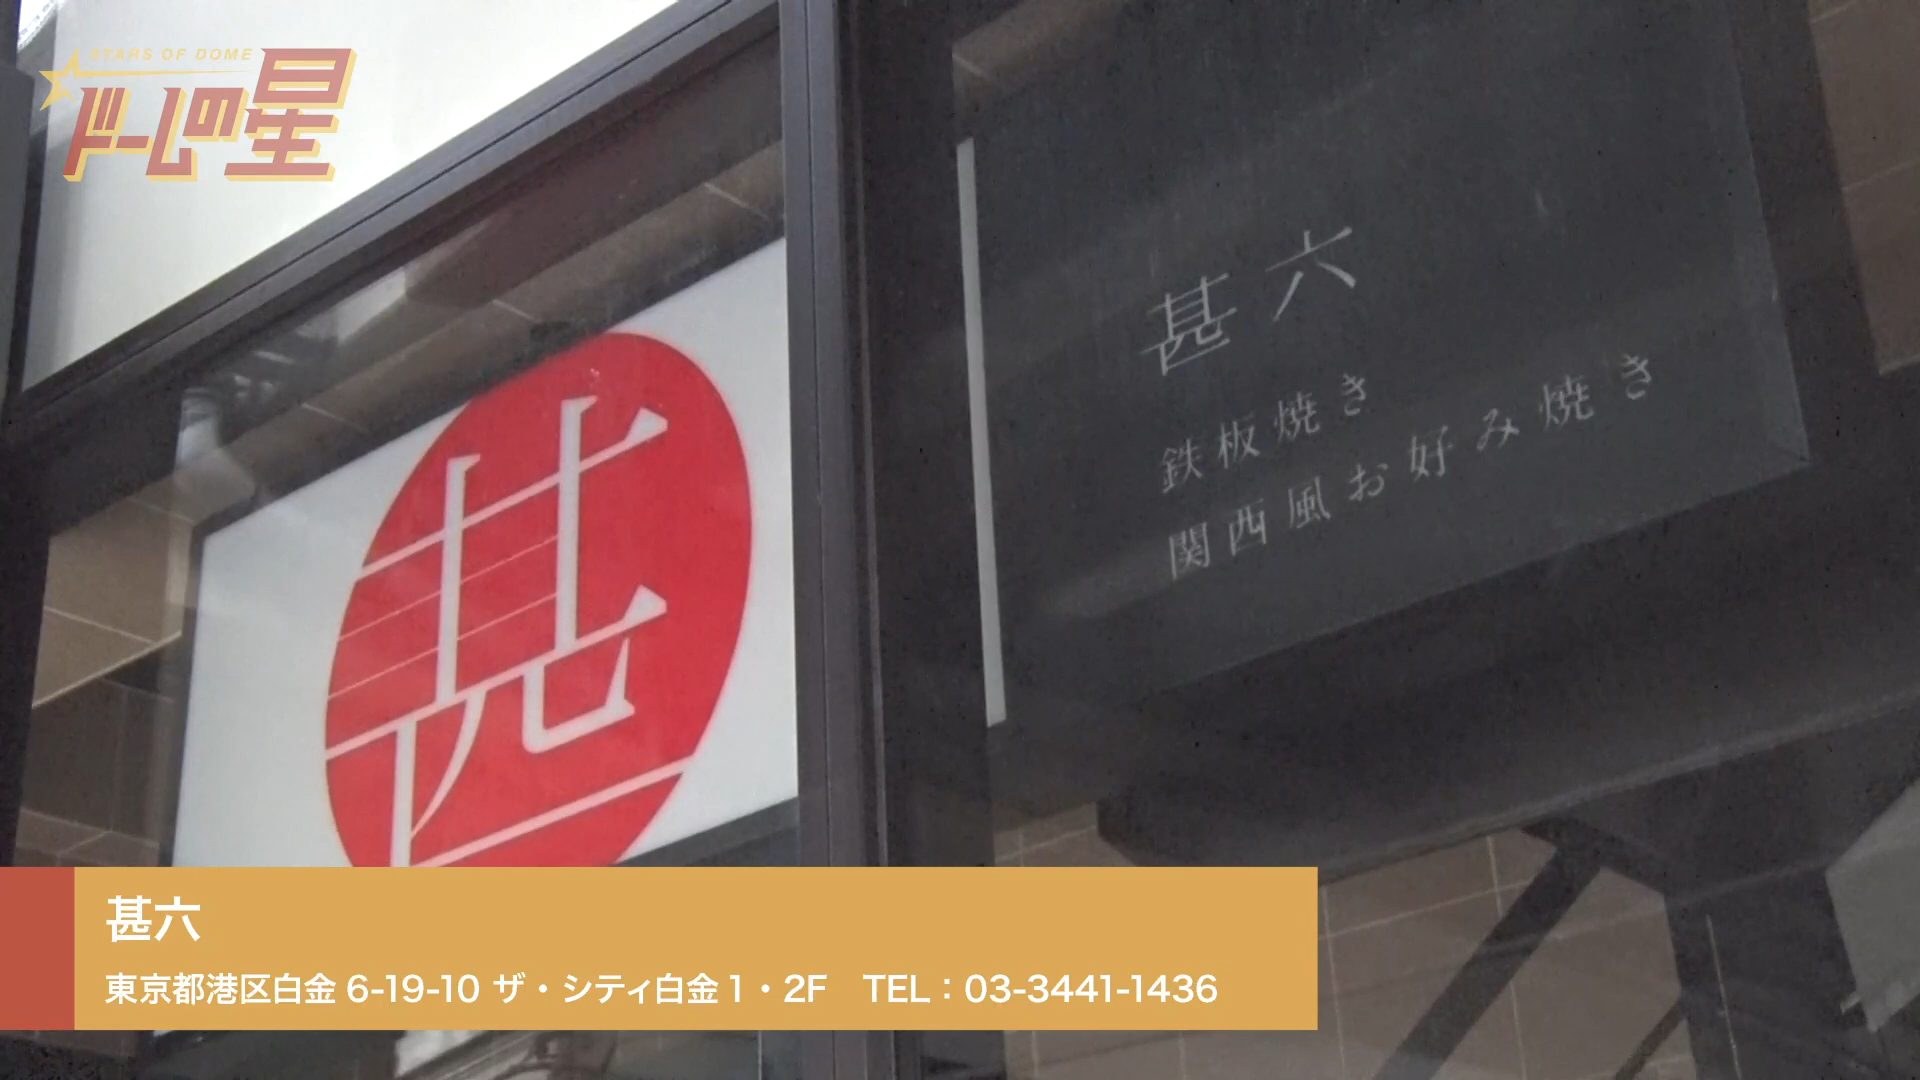 STARS OF DOME
ドームの星
甚
甚六
鉄板焼き
関西風お好み焼き
甚六
東京都港区白金6-19-10 ザ・シティ白金1・2F TEL：03-3441-1436